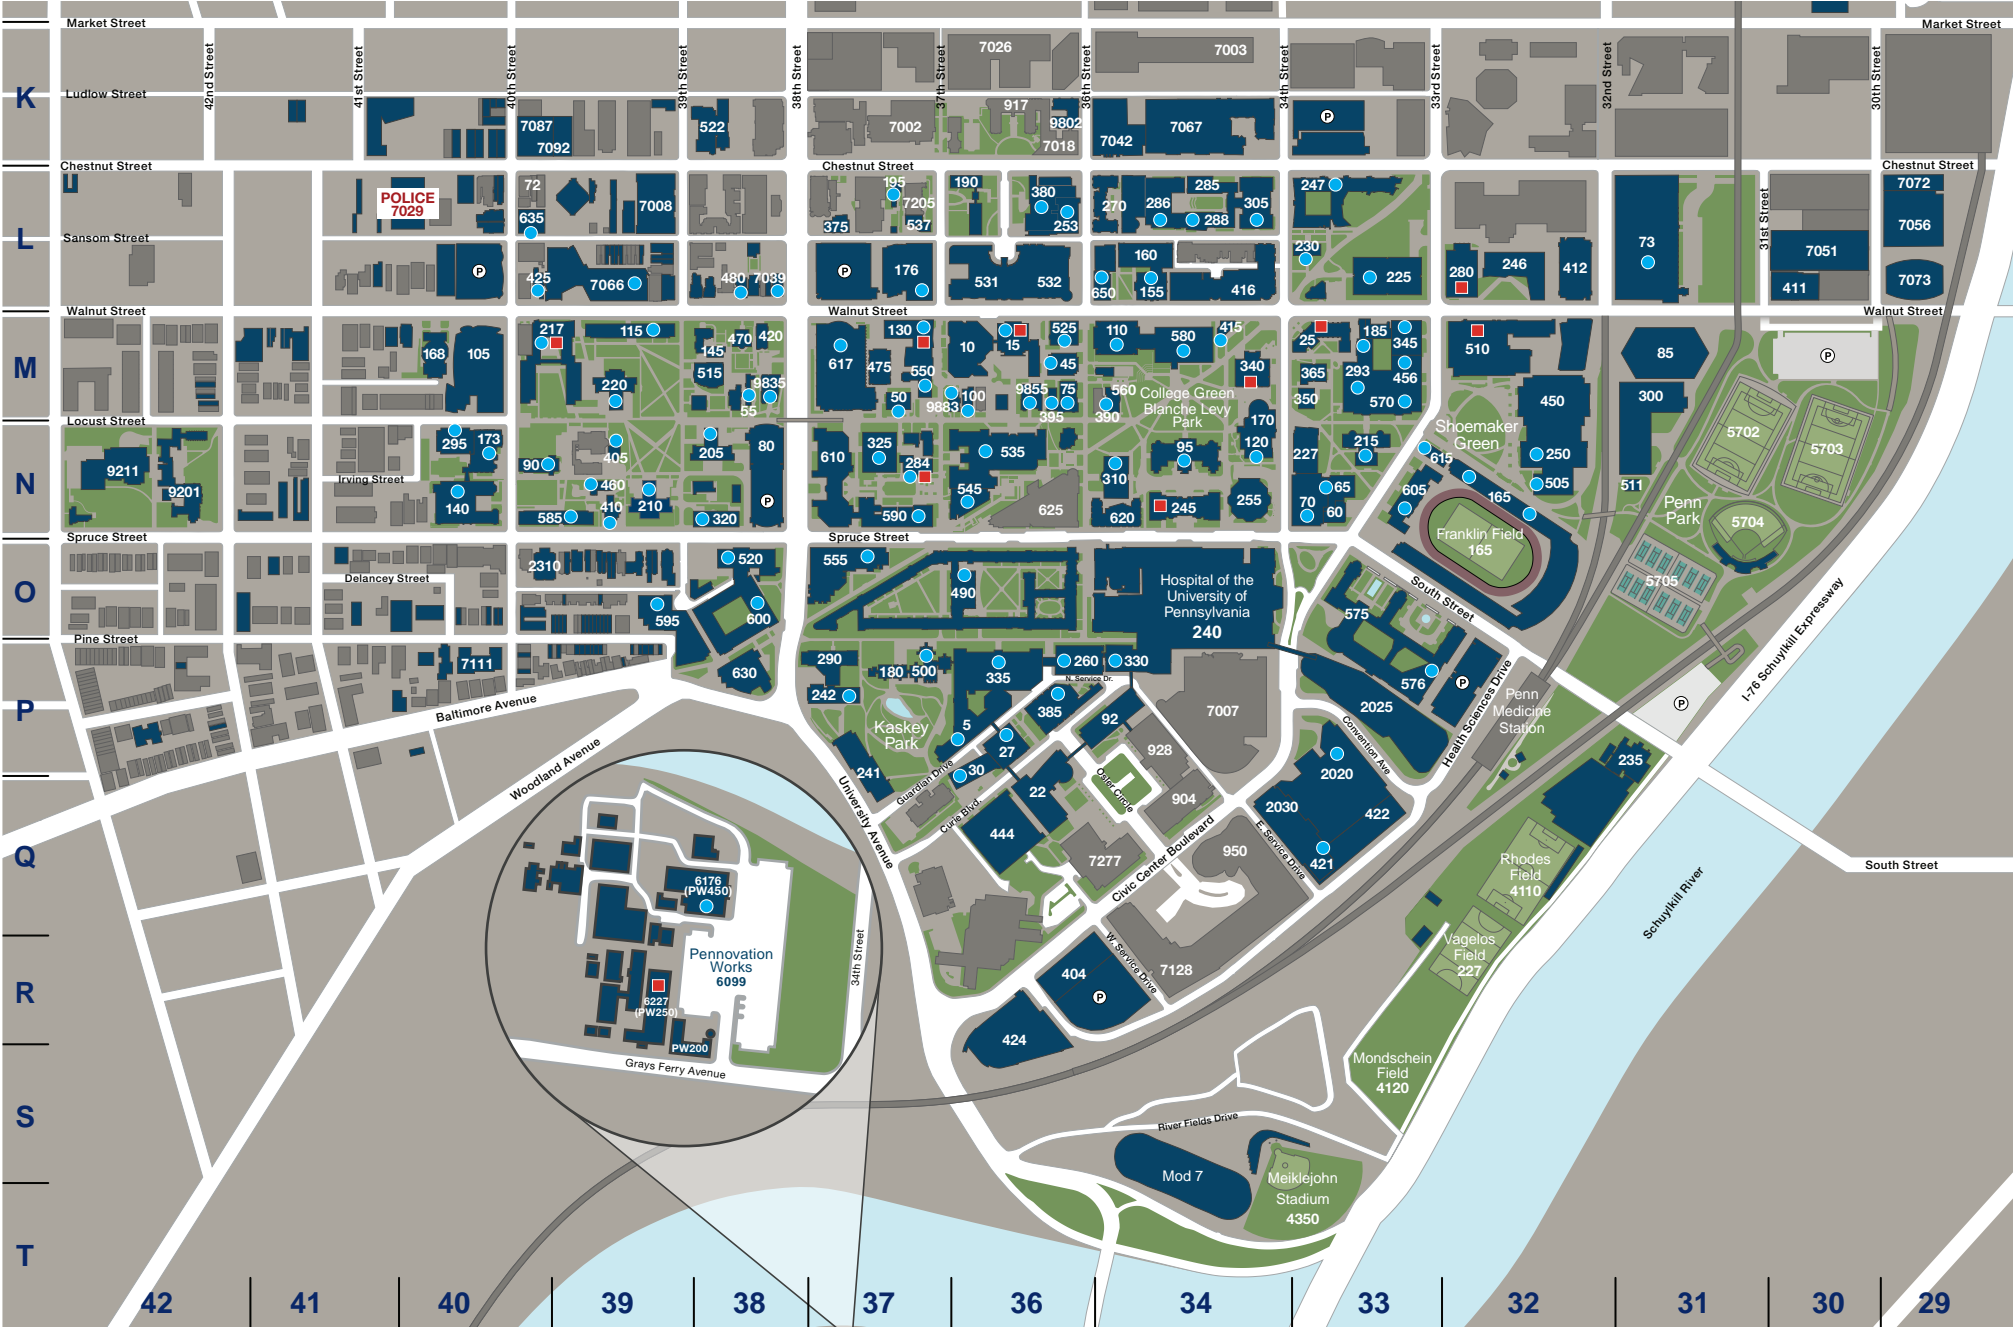 Market Street
Market Street
42nd Street
41st Street
40th Street
39th Street
38th Street
37th Street
36th Street
34th Street
33rd Street
32nd Street
30th Street
K
7026
7003
Ludlow Street
7087
7092
522
7002
917
9802
7018
7042
7067
P
Chestnut Street
Chestnut Street
Chestnut Street
L
POLICE
7029
72
635
7008
195
7205
375
537
190
380
253
270
286
285
288
305
247
73
31st Street
7072
7056
Sansom Street
425
7066
480
7039
P
P
176
531
532
650
160
155
416
230
225
280
246
412
7051
411
7073
Walnut Street
Walnut Street
Walnut Street
M
168
105
217
115
220
145
515
470
420
9835
55
617
475
130
550
50
10
15
525
45
9883
100
9855
395
75
110
580
415
340
560
390
College Green
Blanche Levy
Park
25
185
345
365
293
456
350
570
510
450
85
300
P
Locust Street
N
9211
9201
295
173
140
Irving Street
90
405
460
410
585
210
205
320
80
P
610
325
284
590
535
545
625
310
620
95
245
170
120
255
227
215
65
70
60
615
605
Shoemaker
Green
165
250
505
511
Franklin Field
165
5702
5703
Penn
Park
5704
5705
Spruce Street
Spruce Street
O
Delancey Street
2310
520
595
600
555
490
Hospital of the
University of
Pennsylvania
240
575
South Street
Pine Street
P
7111
Baltimore Avenue
Woodland Avenue
630
290
242
180
500
335
260
330
N. Service Dr.
385
92
5
27
30
22
Kaskey
Park
241
Guardian Drive
Curie Blvd.
University Avenue
7007
928
904
Osler Circle
2025
576
P
Convention Ave
Health Sciences Drive
Penn
Medicine
Station
P
I-76 Schuylkill Expressway
235
Q
444
7277
Civic Center Boulevard
950
2020
2030
422
421
E. Service Drive
Rhodes
Field
4110
South Street
Schuylkill River
6176
(PW450)
R
Pennovation
Works
6099
6227
(PW250)
PW200
34th Street
Grays Ferry Avenue
404
P
W. Service Drive
7128
424
Vagelos
Field
227
S
Mondschein
Field
4120
River Fields Drive
Mod 7
Meiklejohn
Stadium
4350
T
42
41
40
39
38
37
36
34
33
32
31
30
29